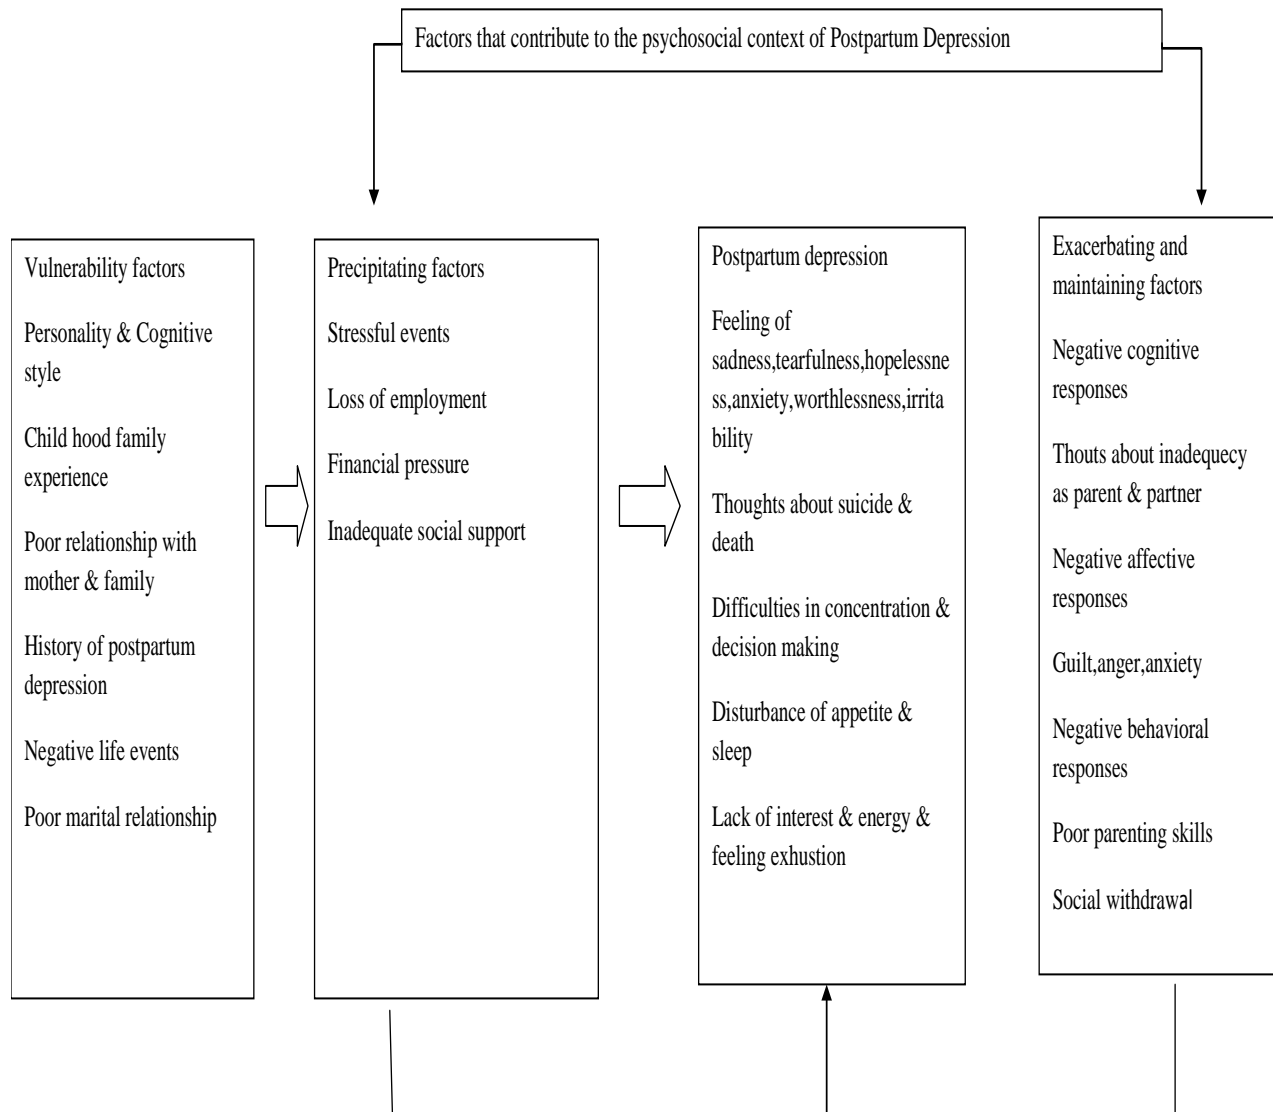 Factors that contribute to the psychosocial context of Postpartum Depression
Vulnerability factors
Personality & Cognitive
style
Child hood family
experience
Poor relationship with
mother & family
History of postpartum
depression
Negative life events
Poor marital relationship
Precipitating factors
Stressful events
Loss of employment
Financial pressure
Inadequate social support
Postpartum depression
Feeling of
sadness,tearfulness,hopelessne
ss,anxiety,worthlessness,irrita
bility
Thoughts about suicide &
death
Difficulties in concentration &
decision making
Disturbance of appetite &
sleep
Lack of interest & energy &
feeling exhustion
Exacerbating and
maintaining factors
Negative cognitive
responses
Thouts about inadequecy
as parent & partner
Negative affective
responses
Guilt,anger,anxiety
Negative behavioral
responses
Poor parenting skills
Social withdrawal